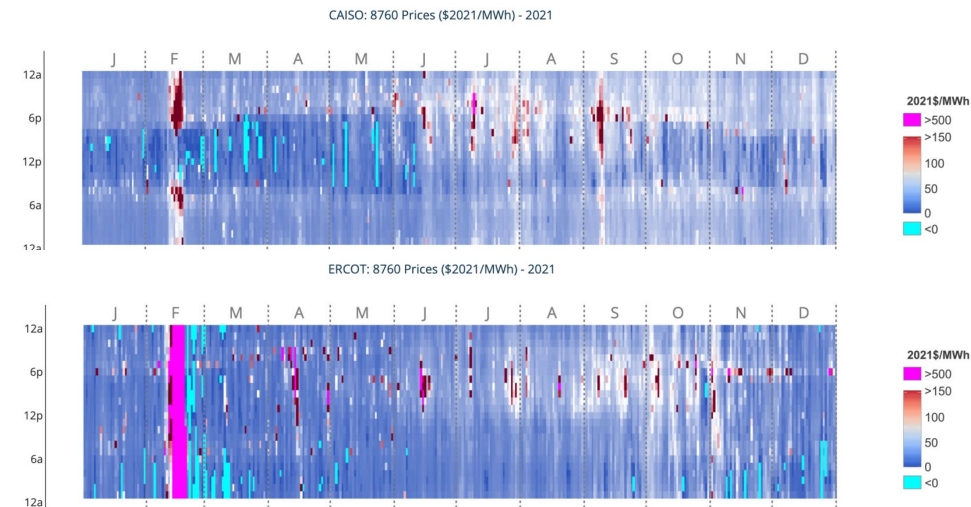 CAISO: 8760 Prices ($2021/MWh) - 2021
J F M A M J J A S O N D
12a
6p
12p
6a
12a
2021$/MWh
>500
>150
100
50
0
<0
ERCOT: 8760 Prices ($2021/MWh) - 2021
J F M A M J J A S O N D
12a
6p
12p
6a
12a
2021$/MWh
>500
>150
100
50
0
<0